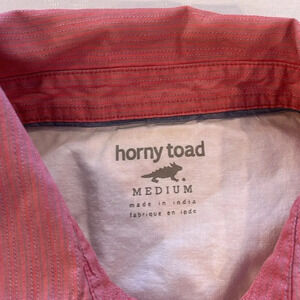 horny toad
MEDIUM
made in india
fabriqué en inde